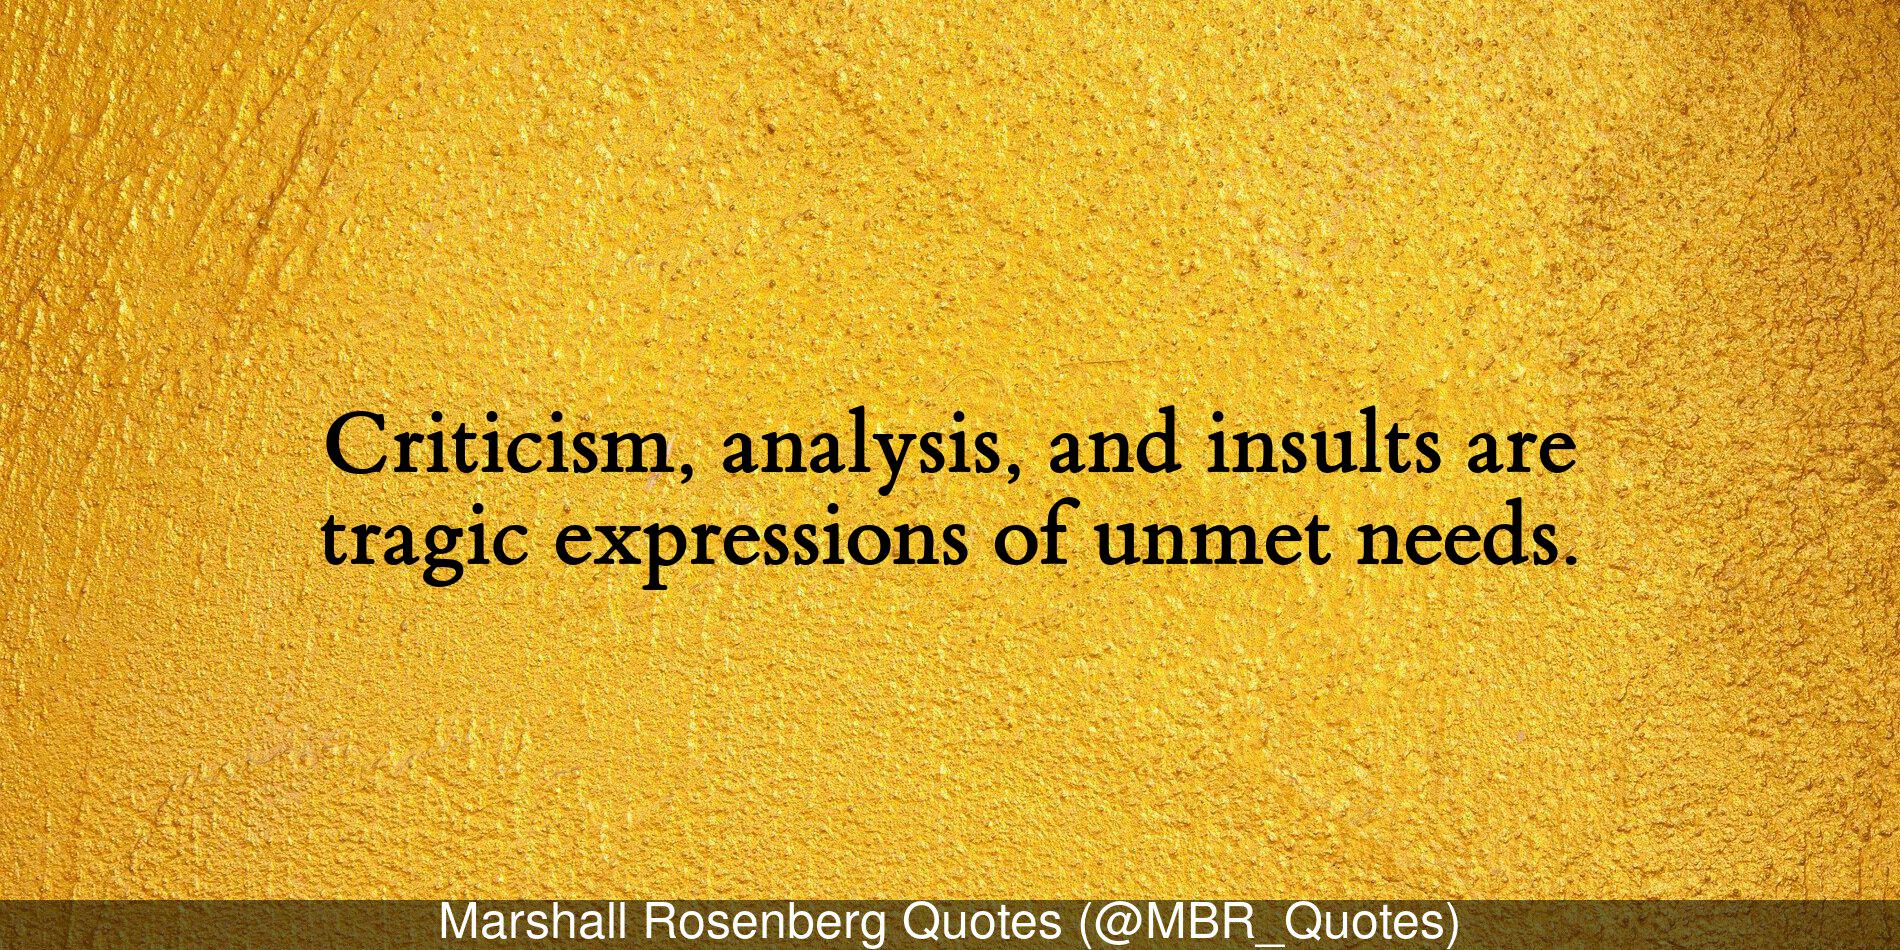 Criticism, analysis, and insults are
tragic expressions of unmet needs.
Marshall Rosenberg Quotes (@MBR_Quotes)